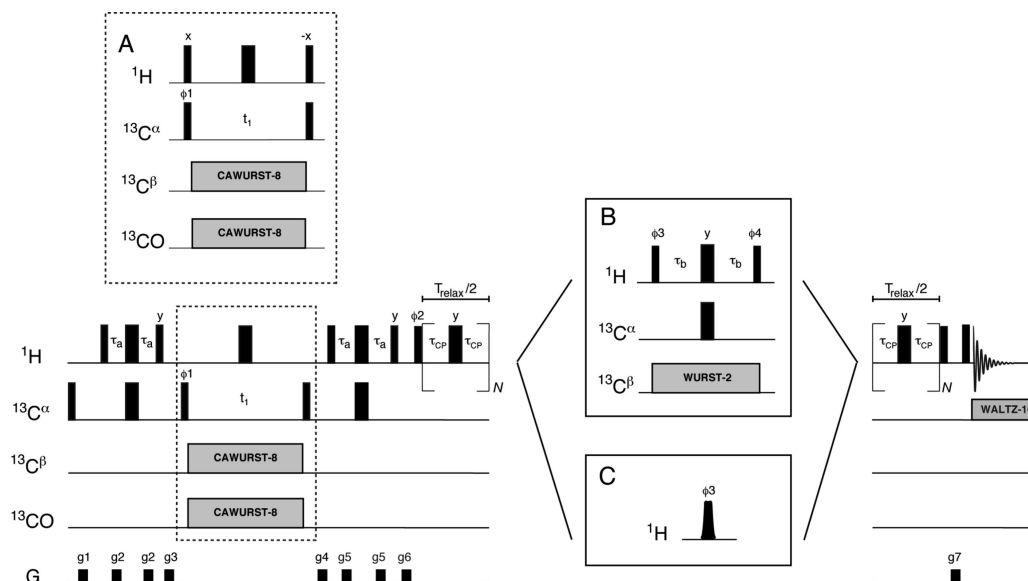 A
x -x
¹H
ϕ1
¹³Cα t₁
¹³Cβ CAWURST-8
¹³CO CAWURST-8
B
ϕ3 y ϕ4
¹H τb τb
¹³Cα
¹³Cβ WURST-2
C
ϕ3
¹H
Trelax/2 Trelax/2
y y ϕ2 y y
¹H τa τa τa τa τCP τCP N τCP τCP N
ϕ1
¹³Cα t₁ WALTZ-1
¹³Cβ CAWURST-8
¹³CO CAWURST-8
g1 g2 g2 g3 g4 g5 g5 g6 g7
G